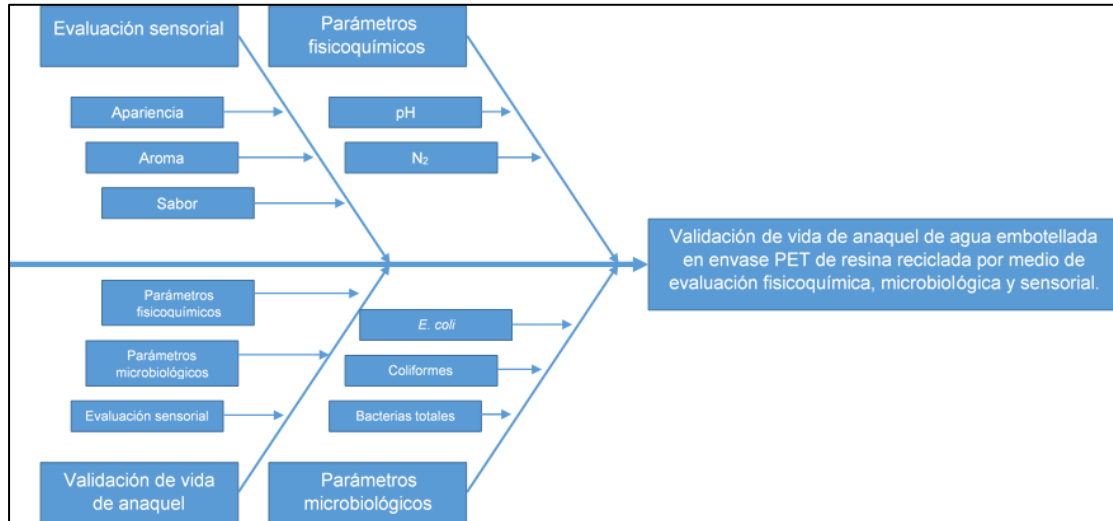 Evaluación sensorial
Parámetros
fisicoquímicos
Apariencia
pH
Aroma
N₂
Sabor
Validación de vida de anaquel de agua embotellada
en envase PET de resina reciclada por medio de
evaluación fisicoquímica, microbiológica y sensorial.
Parámetros
fisicoquímicos
E. coli
Parámetros
microbiológicos
Coliformes
Evaluación sensorial
Bacterias totales
Validación de vida
de anaquel
Parámetros
microbiológicos